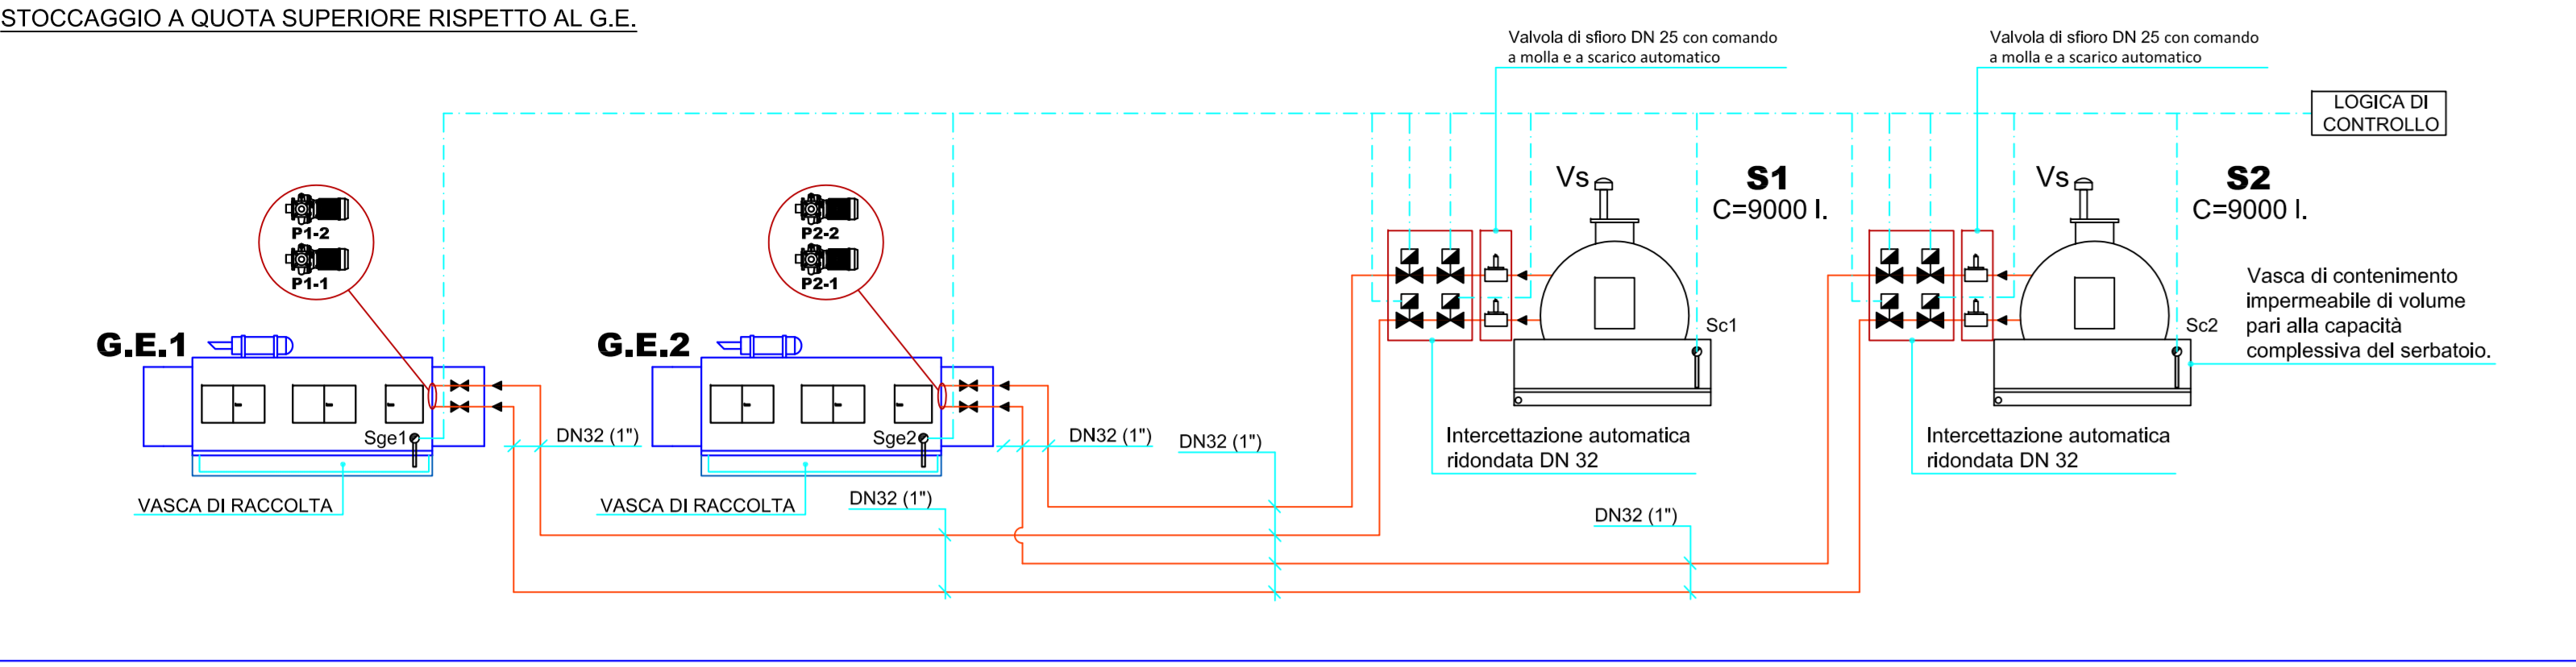 STOCCAGGIO A QUOTA SUPERIORE RISPETTO AL G.E.
Valvola di sfioro DN 25 con comando
a molla e a scarico automatico
Valvola di sfioro DN 25 con comando
a molla e a scarico automatico
LOGICA DI
CONTROLLO
P1-2
P1-1
P2-2
P2-1
Vs
S1
C=9000 l.
Vs
S2
C=9000 l.
G.E.1
G.E.2
Sc1
Sc2
Vasca di contenimento
impermeabile di volume
pari alla capacità
complessiva del serbatoio.
Sge1
DN32 (1")
Sge2
DN32 (1")
DN32 (1")
Intercettazione automatica
ridondata DN 32
Intercettazione automatica
ridondata DN 32
VASCA DI RACCOLTA
VASCA DI RACCOLTA
DN32 (1")
DN32 (1")